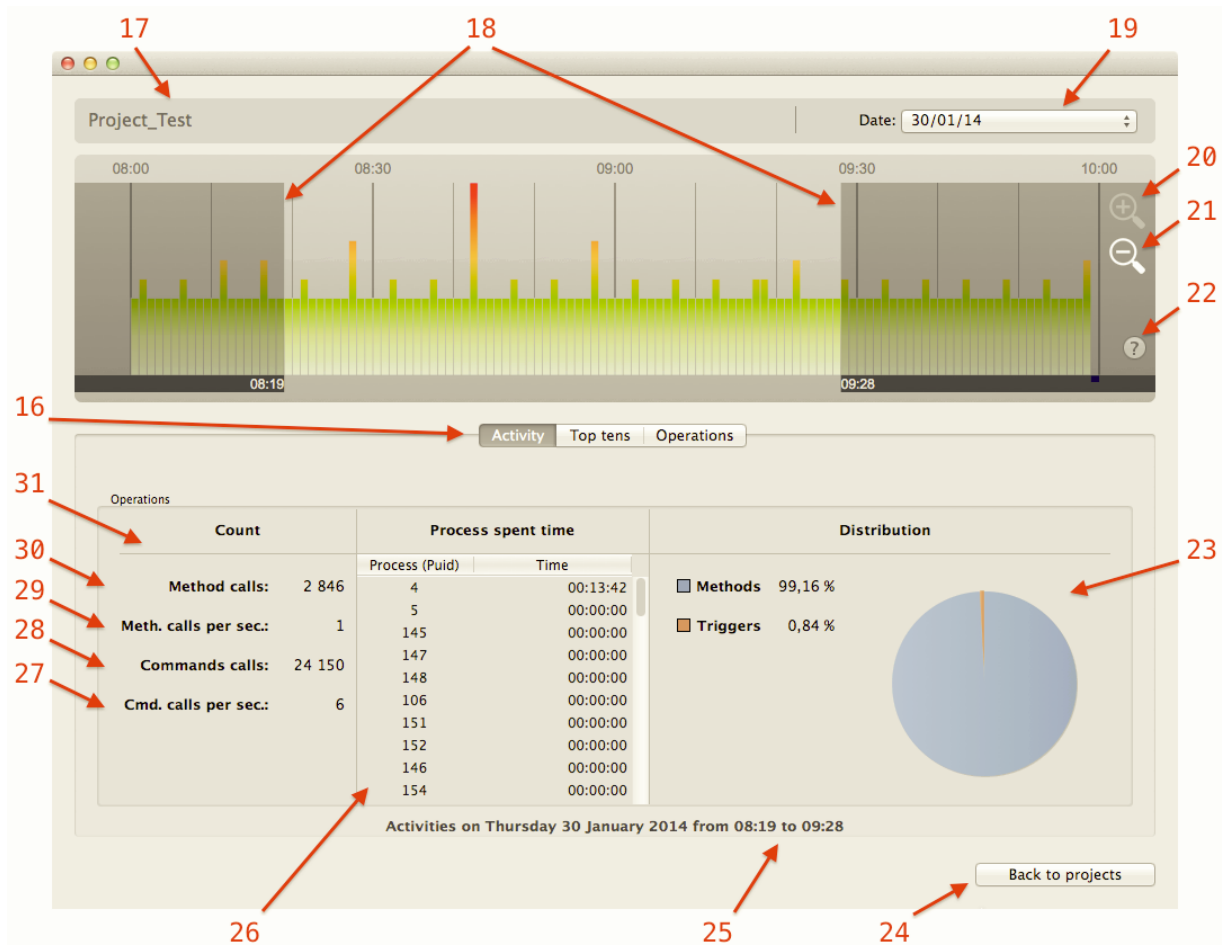 17 18 19
Project_Test Date: 30/01/14
08:00 08:30 09:00 09:30 10:00
20
21
22
?
08:19 09:28
16
Activity Top tens Operations
31
Operations
Count Process spent time Distribution
30 23
Process (Puid) Time
Method calls: 2 846 4 00:13:42 Methods 99,16 %
29
5 00:00:00
Meth. calls per sec.: 1 145 00:00:00 Triggers 0,84 %
28
147 00:00:00
Commands calls: 24 150 148 00:00:00
27
Cmd. calls per sec.: 6 106 00:00:00
151 00:00:00
152 00:00:00
146 00:00:00
154 00:00:00
Activities on Thursday 30 January 2014 from 08:19 to 09:28
Back to projects
26 25 24